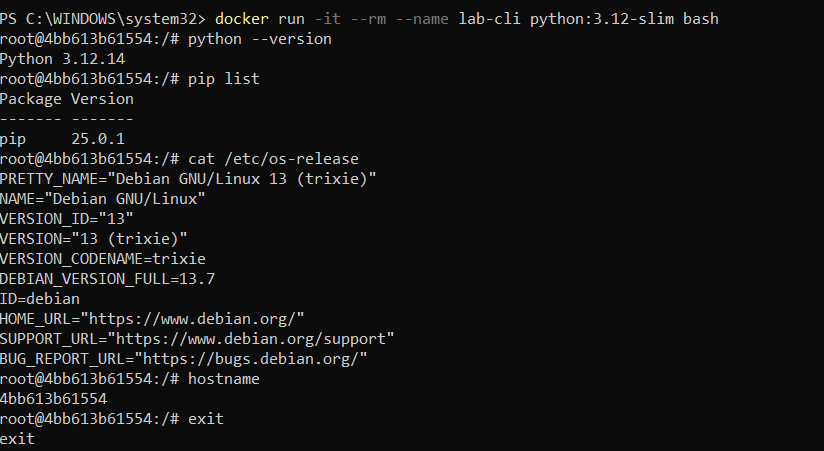 PS C:\WINDOWS\system32> docker run -it --rm --name lab-cli python:3.12-slim bash
root@4bb613b61554:/# python --version
Python 3.12.14
root@4bb613b61554:/# pip list
Package Version
------- -------
pip     25.0.1
root@4bb613b61554:/# cat /etc/os-release
PRETTY_NAME="Debian GNU/Linux 13 (trixie)"
NAME="Debian GNU/Linux"
VERSION_ID="13"
VERSION="13 (trixie)"
VERSION_CODENAME=trixie
DEBIAN_VERSION_FULL=13.7
ID=debian
HOME_URL="https://www.debian.org/"
SUPPORT_URL="https://www.debian.org/support"
BUG_REPORT_URL="https://bugs.debian.org/"
root@4bb613b61554:/# hostname
4bb613b61554
root@4bb613b61554:/# exit
exit